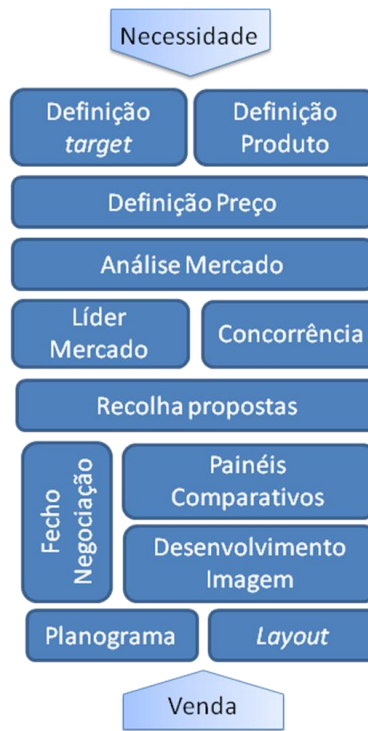 Necessidade
Definição
target
Definição
Produto
Definição Preço
Análise Mercado
Líder
Mercado
Concorrência
Recolha propostas
Fecho
Negociação
Painéis
Comparativos
Desenvolvimento
Imagem
Planograma
Layout
Venda